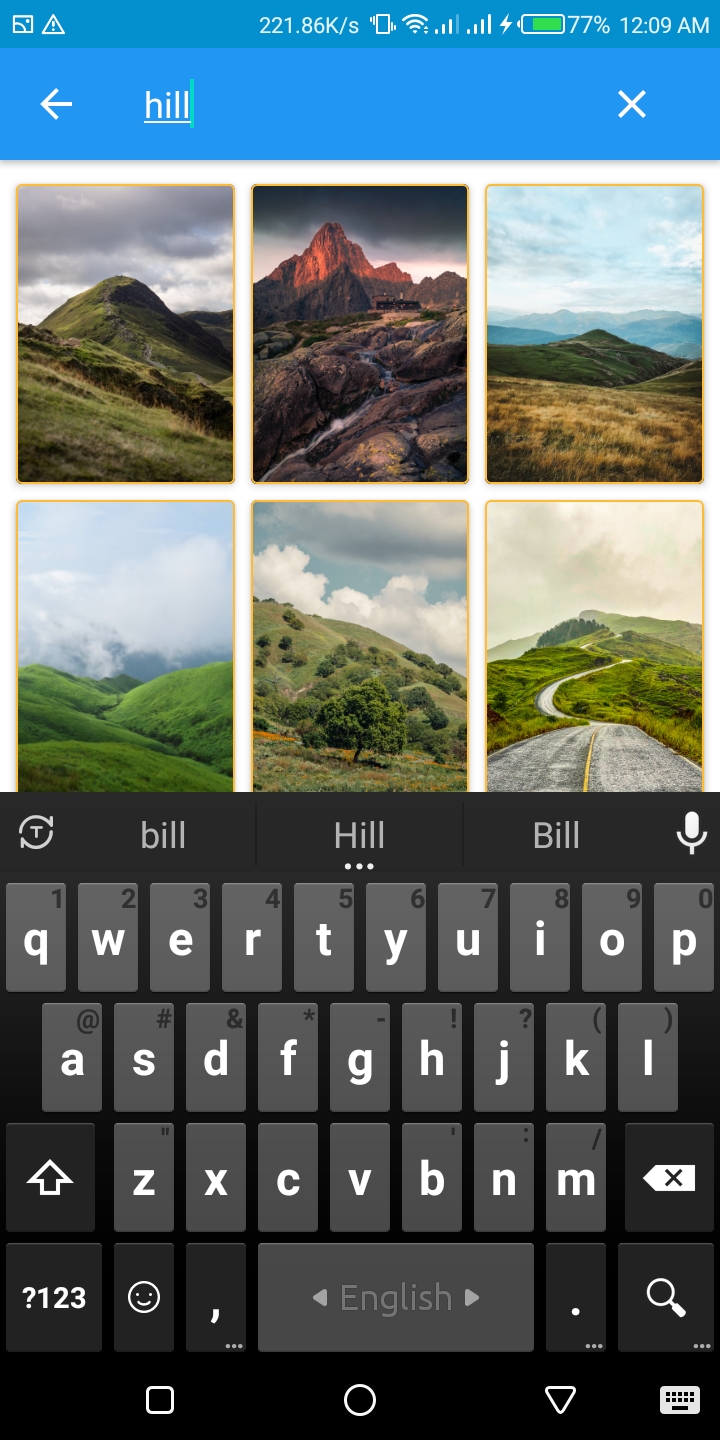 221.86K/s 77% 12:09 AM
hill
bill Hill Bill
1 2 3 4 5 6 7 8 9 0
q w e r t y u i o p
@ # & * - ! ? ( )
a s d f g h j k l
" ' : /
z x c v b n m
?123 , English .